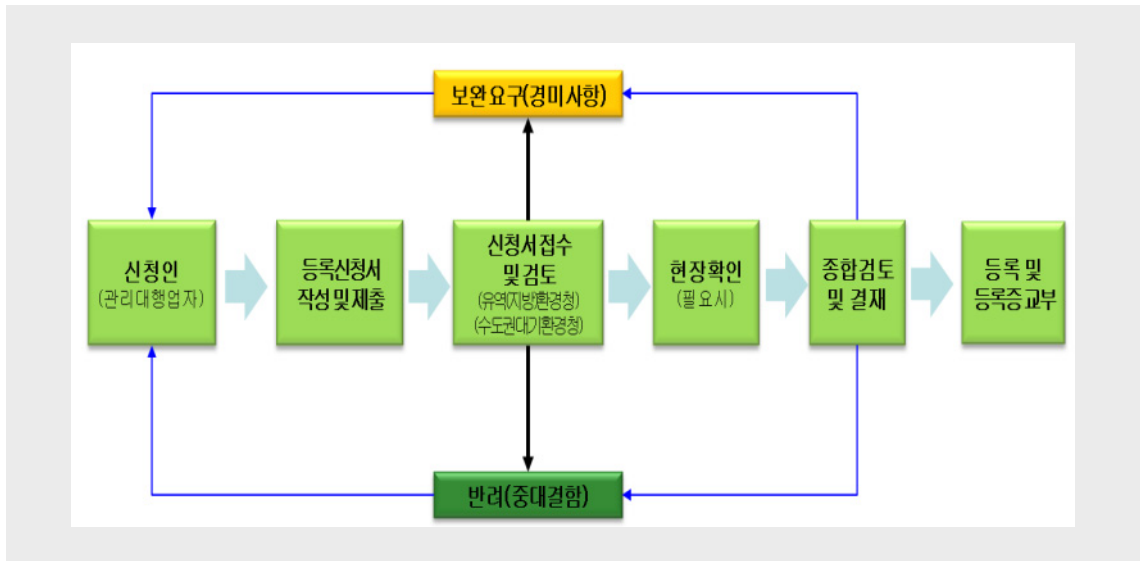 보완요구(경미사항)
신청인
(관리대행업자)
등록신청서
작성 및 제출
신청서 접수
및 검토
(유역(지방)환경청)
(수도권대기환경청)
현장확인
(필요시)
종합검토
및 결재
등록 및
등록증 교부
반려(중대결함)